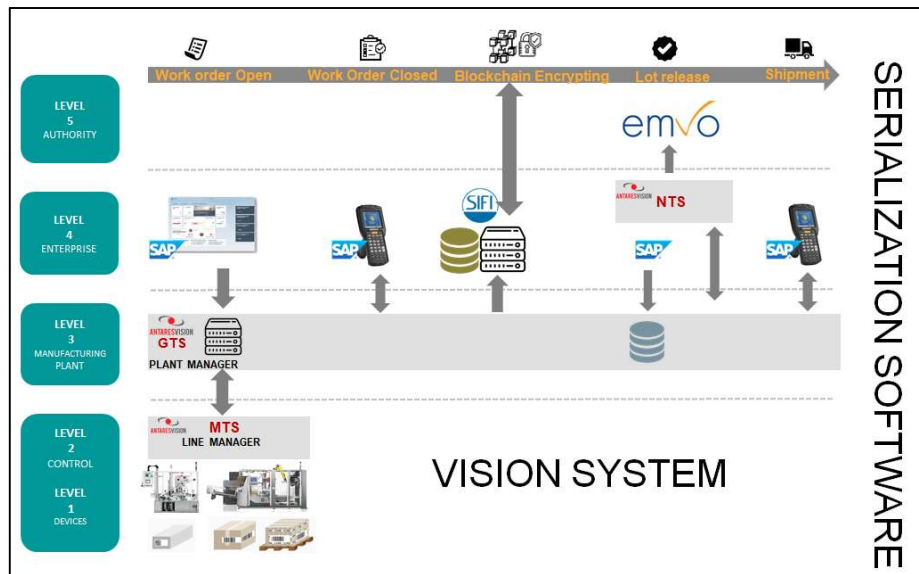 Work order Open
Work Order Closed
Blockchain Encrypting
Lot release
Shipment
LEVEL
5
AUTHORITY
emvo
LEVEL
4
ENTERPRISE
SAP
SAP
SIFI
ANTARESVISION NTS
SAP
SAP
LEVEL
3
MANUFACTURING
PLANT
ANTARESVISION
GTS
PLANT MANAGER
LEVEL
2
CONTROL
LEVEL
1
DEVICES
ANTARESVISION MTS
LINE MANAGER
VISION SYSTEM
SERIALIZATION SOFTWARE